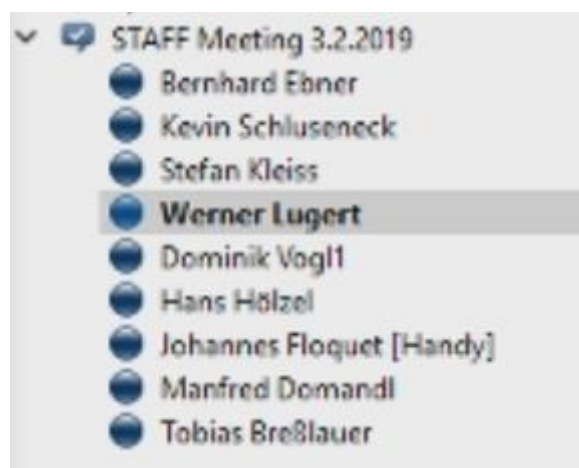 STAFF Meeting 3.2.2019
Bernhard Ebner
Kevin Schluseneck
Stefan Kleiss
Werner Lugert
Dominik Vogl1
Hans Hölzel
Johannes Floquet [Handy]
Manfred Domandl
Tobias Breßlauer